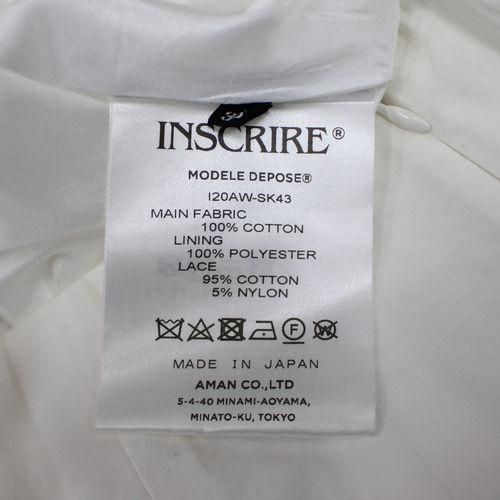 INSCRIRE®
MODELE DEPOSE®
I20AW-SK43
MAIN FABRIC
100% COTTON
LINING
100% POLYESTER
LACE
95% COTTON
5% NYLON
F W
MADE IN JAPAN
AMAN CO.,LTD
5-4-40 MINAMI-AOYAMA,
MINATO-KU, TOKYO